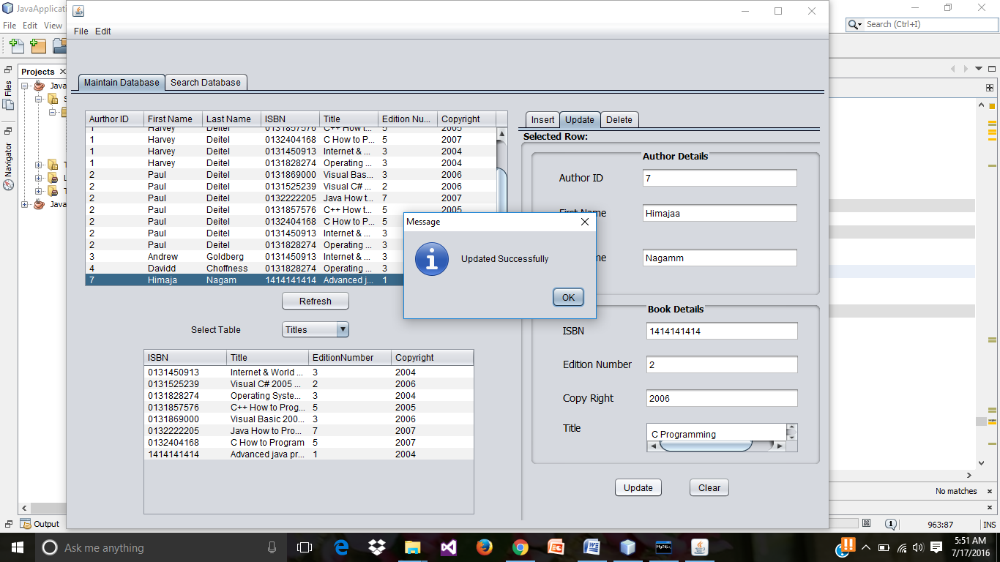 JavaApplicati
File Edit View
Search (Ctrl+I)
File Edit
Projects
Files
Navigator
Java
Java
Maintain Database Search Database
Aurthor ID First Name Last Name ISBN Title Edition Nu... Copyright
1 Harvey Deitel 0131857576 C++ How t... 5 2005
1 Harvey Deitel 0132404168 C How to P... 5 2007
1 Harvey Deitel 0131450913 Internet & ... 3 2004
1 Harvey Deitel 0131828274 Operating ... 3 2004
2 Paul Deitel 0131869000 Visual Bas... 3 2006
2 Paul Deitel 0131525239 Visual C# ... 2 2006
2 Paul Deitel 0132222205 Java How t... 7 2007
2 Paul Deitel 0131857576 C++ How t... 5 2005
2 Paul Deitel 0132404168 C How to P... 5
2 Paul Deitel 0131450913 Internet & ... 3
2 Paul Deitel 0131828274 Operating ... 3
3 Andrew Goldberg 0131450913 Internet & ... 3
4 Davidd Choffness 0131828274 Operating ... 3
7 Himaja Nagam 1414141414 Advanced j... 1
Refresh
Select Table Titles
ISBN Title EditionNumber Copyright
0131450913 Internet & World ... 3 2004
0131525239 Visual C# 2005 ... 2 2006
0131828274 Operating Syste... 3 2004
0131857576 C++ How to Prog... 5 2005
0131869000 Visual Basic 200... 3 2006
0132222205 Java How to Pro... 7 2007
0132404168 C How to Program 5 2007
1414141414 Advanced java pr... 1 2004
Message
Updated Successfully
OK
Insert Update Delete
Selected Row:
Author Details
Author ID 7
First Name Himajaa
me Nagamm
Book Details
ISBN 1414141414
Edition Number 2
Copy Right 2006
Title C Programming
Update Clear
No matches
Output
1
963:87 INS
Ask me anything
MySQL
5:51 AM
7/17/2016